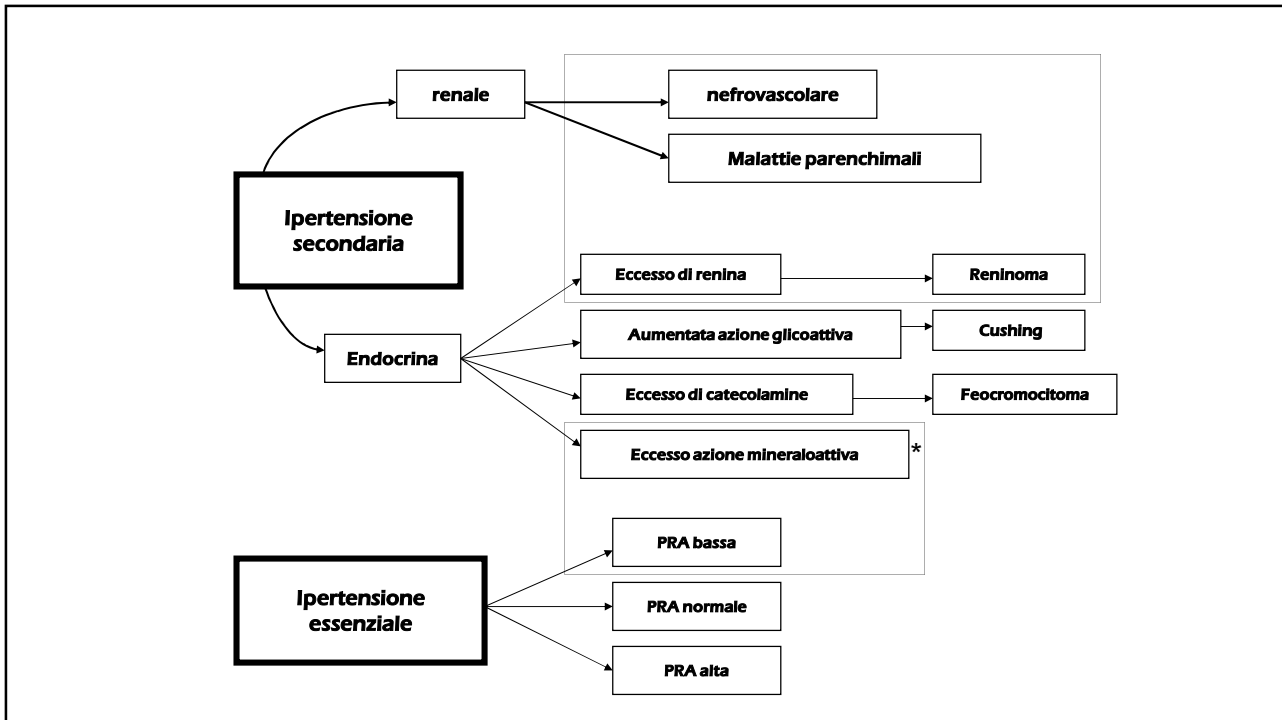 renale
nefrovascolare
Malattie parenchimali
Ipertensione
secondaria
Eccesso di renina
Reninoma
Aumentata azione glicoattiva
Cushing
Endocrina
Eccesso di catecolamine
Feocromocitoma
Eccesso azione mineraloattiva *
PRA bassa
Ipertensione
essenziale
PRA normale
PRA alta